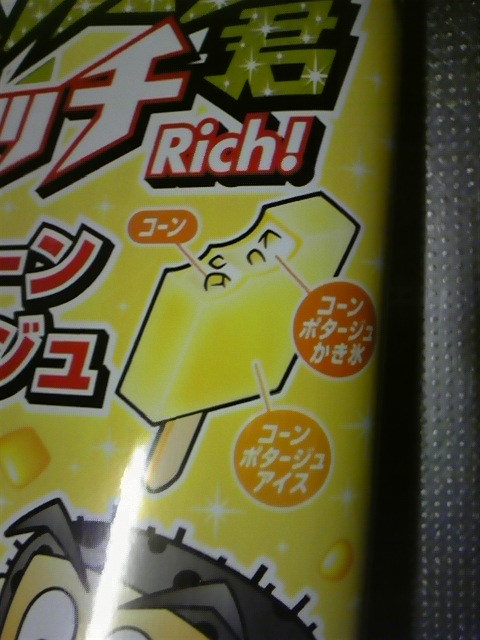 君
ッチ
Rich!
コーン
ーン
ジュ
コーン
ポタージュ
かき氷
コーン
ポタージュ
アイス